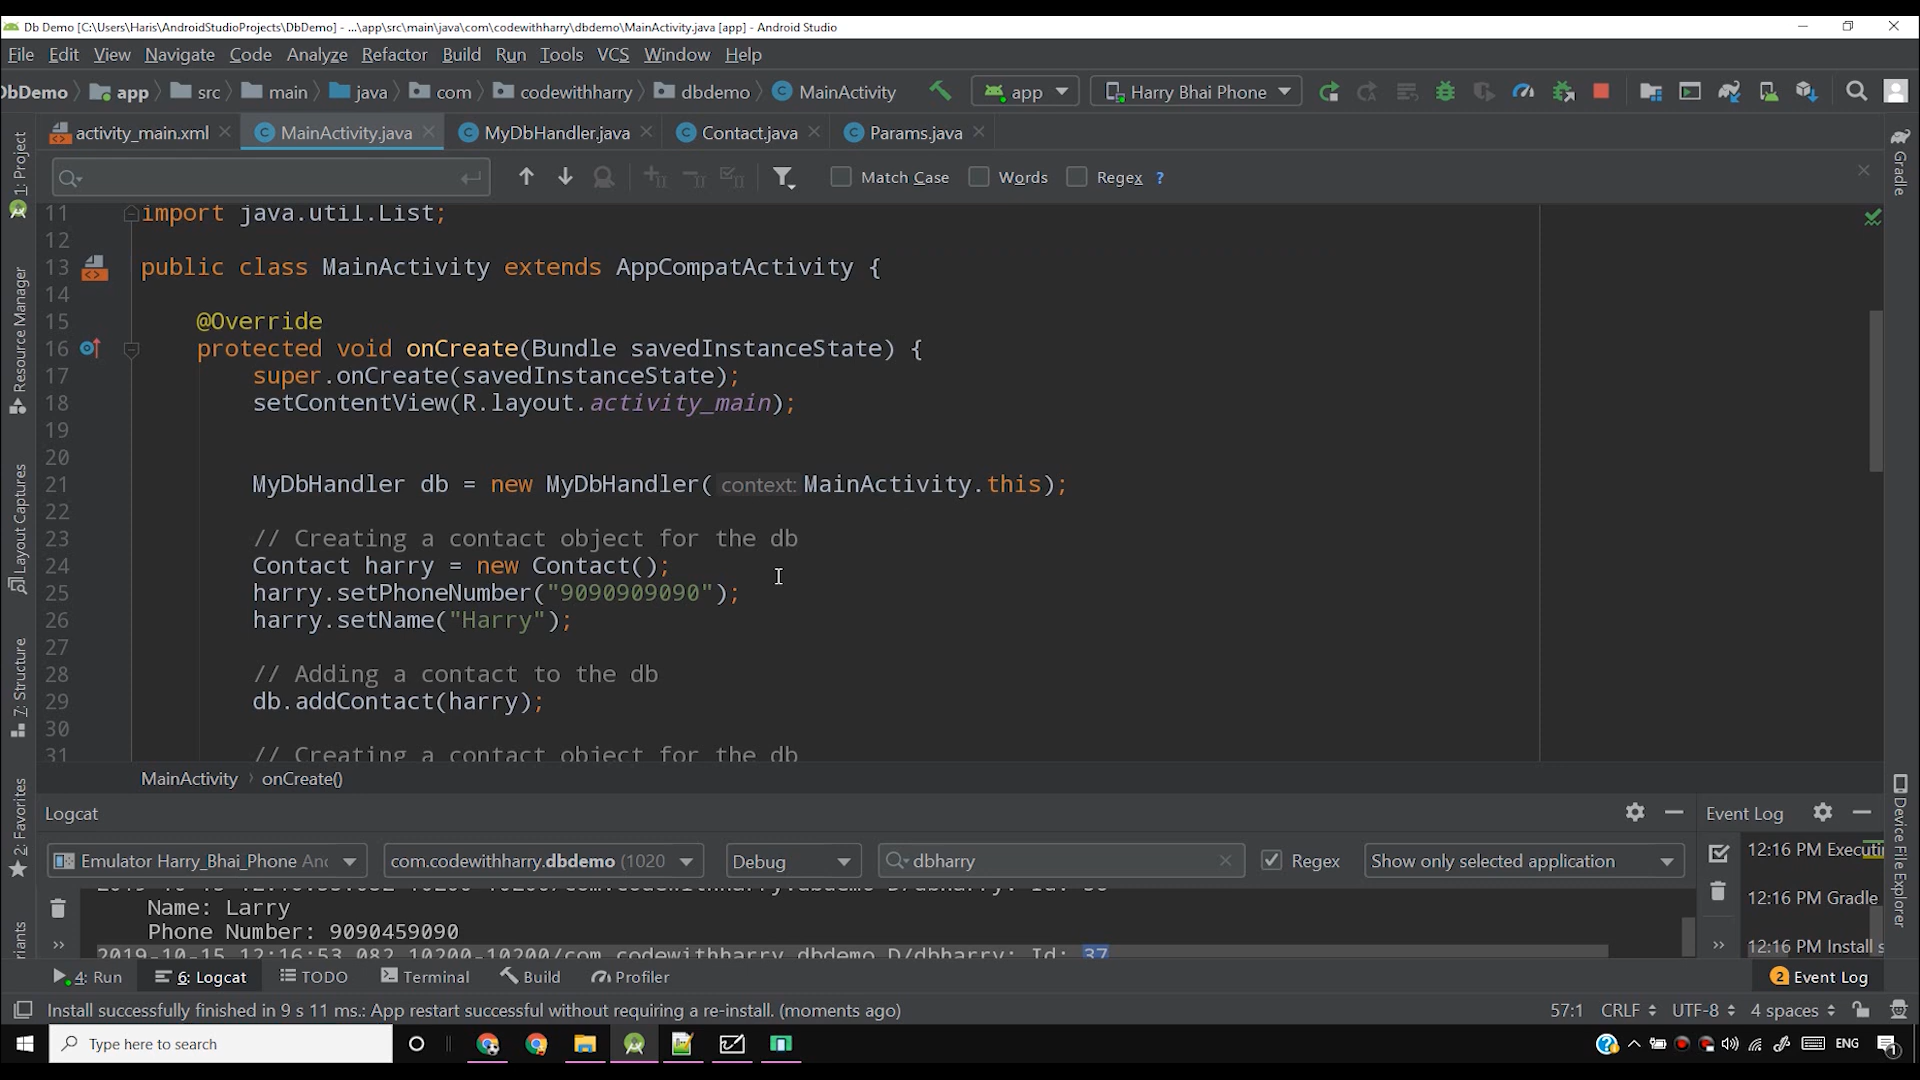 Db Demo [C:\Users\Haris\AndroidStudioProjects\DbDemo] - ...\app\src\main\java\com\codewithharry\dbdemo\MainActivity.java [app] - Android Studio
File Edit View Navigate Code Analyze Refactor Build Run Tools VCS Window Help
DbDemo app src main java com codewithharry dbdemo MainActivity app Harry Bhai Phone
activity_main.xml MainActivity.java MyDbHandler.java Contact.java Params.java
Match Case Words Regex ?
11 import java.util.List;
12
13 public class MainActivity extends AppCompatActivity {
14
15 @Override
16 protected void onCreate(Bundle savedInstanceState) {
17 super.onCreate(savedInstanceState);
18 setContentView(R.layout.activity_main);
19
20
21 MyDbHandler db = new MyDbHandler( context: MainActivity.this);
22
23 // Creating a contact object for the db
24 Contact harry = new Contact();
25 harry.setPhoneNumber("9090909090");
26 harry.setName("Harry");
27
28 // Adding a contact to the db
29 db.addContact(harry);
30
31 // Creating a contact object for the db
1: Project
Resource Manager
Layout Captures
7: Structure
2: Favorites
Gradle
Device File Explorer
MainActivity onCreate()
Logcat
Event Log
Emulator Harry_Bhai_Phone com.codewithharry.dbdemo (1020 Debug dbharry Regex Show only selected application
Name: Larry
Phone Number: 9090459090
2019-10-15 12:16:53.082 10200-10200/com.codewithharry.dbdemo D/dbharry: Id: 37
12:16 PM
12:16 PM Gradle
12:16 PM Install
4: Run 6: Logcat TODO Terminal Build Profiler 2 Event Log
Install successfully finished in 9 s 11 ms.: App restart successful without requiring a re-install. (moments ago) 57:1 CRLF UTF-8 4 spaces
Type here to search ENG 1